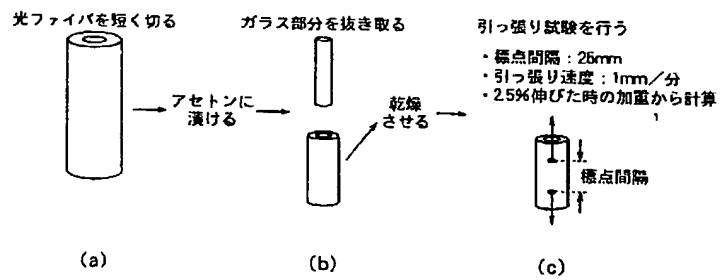 光ファイバを短く切る
アセトンに
漬ける
(a)
ガラス部分を抜き取る
乾燥
させる
(b)
引っ張り試験を行う
・標点間隔：25mm
・引っ張り速度：1mm／分
・2.5%伸びた時の加重から計算
標点間隔
(c)